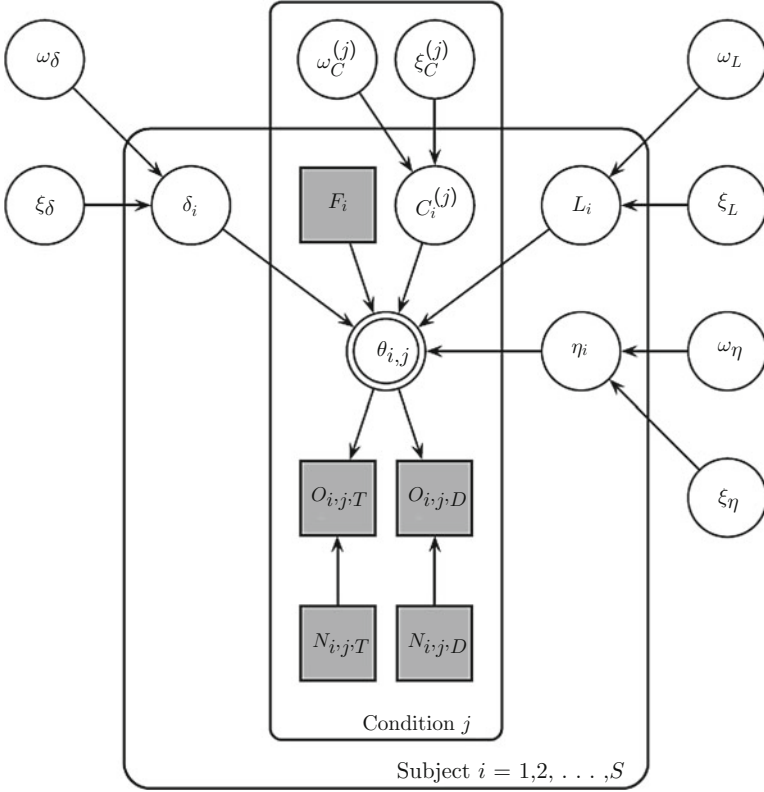 ω_δ ω_C^(j) ξ_C^(j) ω_L
ξ_δ δ_i F_i C_i^(j) L_i ξ_L
θ_i,j η_i ω_η
O_i,j,T O_i,j,D ξ_η
N_i,j,T N_i,j,D
Condition j
Subject i = 1,2, . . . ,S